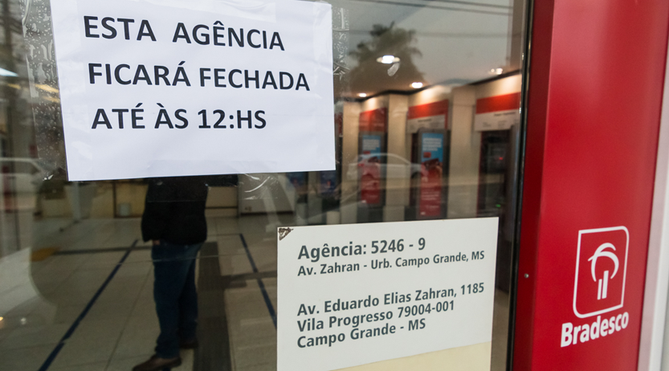 ESTA AGÊNCIA
FICARÁ FECHADA
ATÉ ÀS 12:HS
Agência: 5246 - 9
Av. Zahran - Urb. Campo Grande, MS
Av. Eduardo Elias Zahran, 1185
Vila Progresso 79004-001
Campo Grande - MS
Bradesco